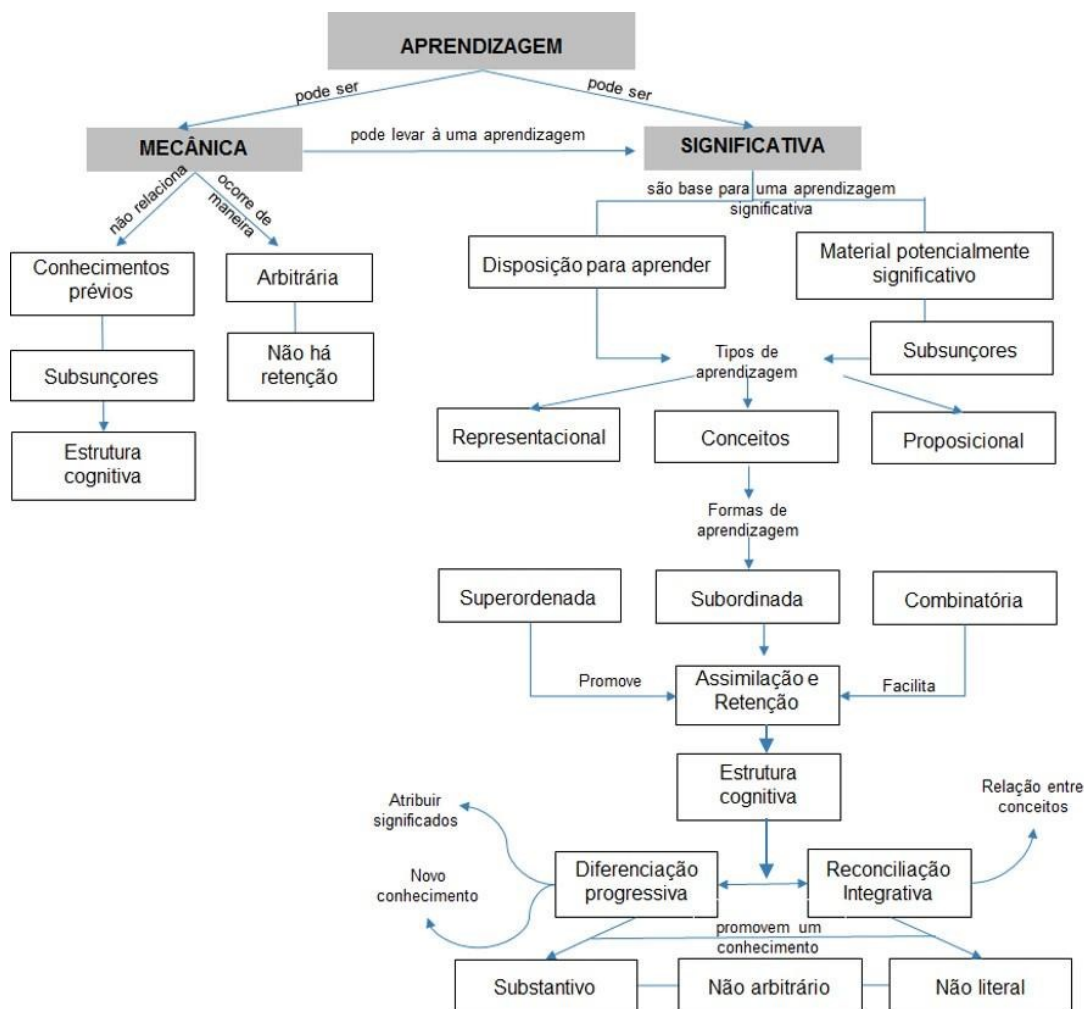 APRENDIZAGEM
pode ser
pode ser
MECÂNICA
pode levar à uma aprendizagem
SIGNIFICATIVA
não relaciona
ocorre de
maneira
são base para uma aprendizagem
significativa
Conhecimentos
prévios
Arbitrária
Disposição para aprender
Material potencialmente
significativo
Subsunçores
Não há
retenção
Tipos de
aprendizagem
Subsunçores
Estrutura
cognitiva
Representacional
Conceitos
Proposicional
Formas de
aprendizagem
Superordenada
Subordinada
Combinatória
Promove
Assimilação e
Retenção
Facilita
Estrutura
cognitiva
Atribuir
significados
Relação entre
conceitos
Novo
conhecimento
Diferenciação
progressiva
Reconciliação
Integrativa
promovem um
conhecimento
Substantivo
Não arbitrário
Não literal